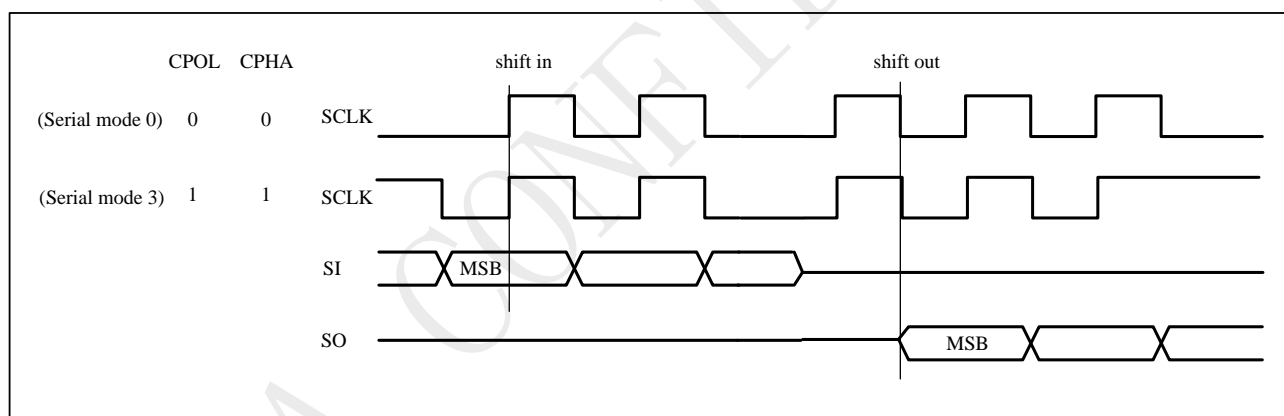 CPOL CPHA shift in shift out
(Serial mode 0) 0 0 SCLK
(Serial mode 3) 1 1 SCLK
SI MSB
SO MSB